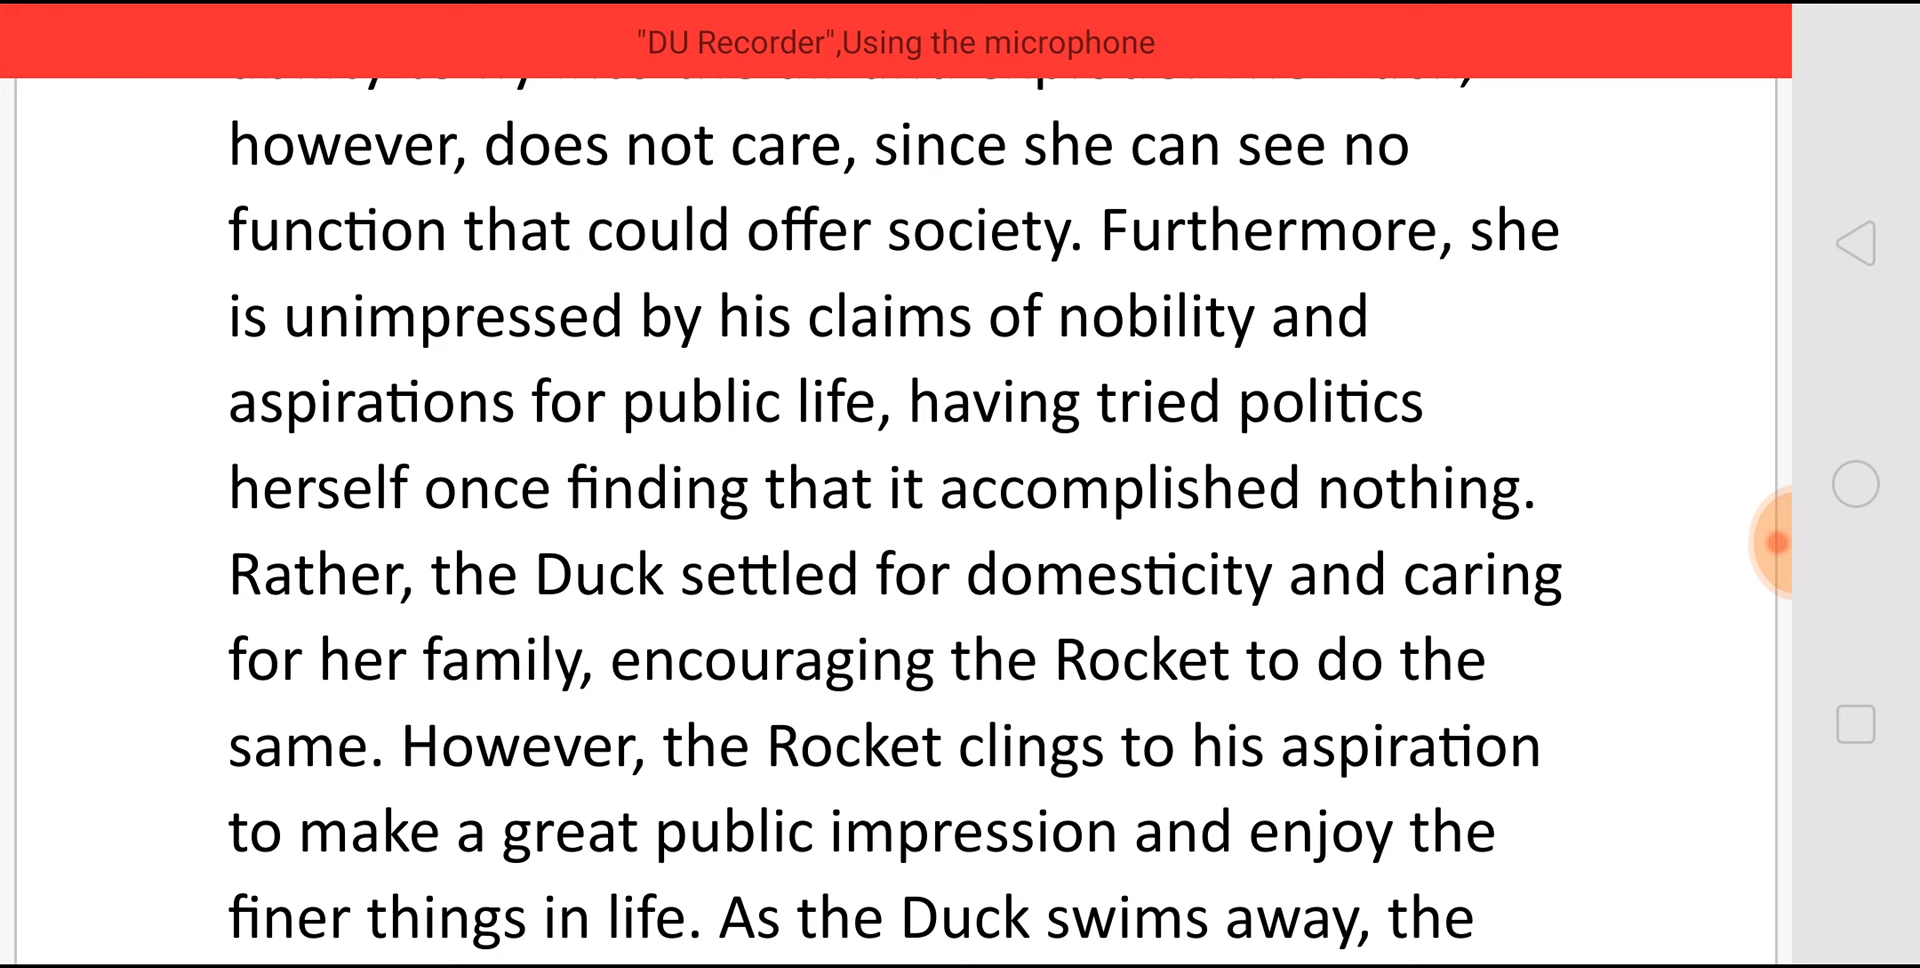 "DU Recorder",Using the microphone
however, does not care, since she can see no
function that could offer society. Furthermore, she
is unimpressed by his claims of nobility and
aspirations for public life, having tried politics
herself once finding that it accomplished nothing.
Rather, the Duck settled for domesticity and caring
for her family, encouraging the Rocket to do the
same. However, the Rocket clings to his aspiration
to make a great public impression and enjoy the
finer things in life. As the Duck swims away, the